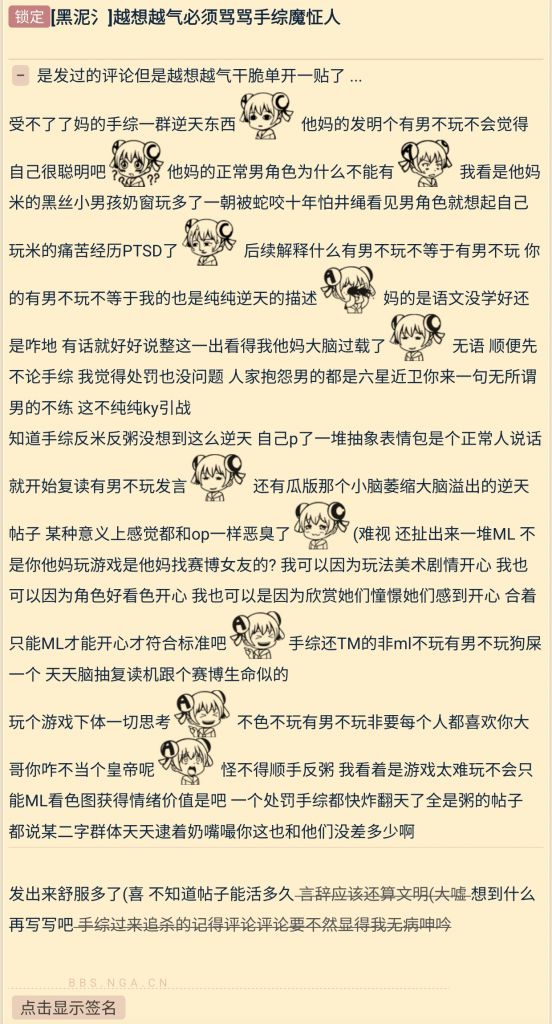 锁定[黑泥氵]越想越气必须骂骂手综魔怔人
- 是发过的评论但是越想越气干脆单开一贴了 ...
受不了了妈的手综一群逆天东西 他妈的发明个有男不玩不会觉得
自己很聪明吧 他妈的正常男角色为什么不能有 我看是他妈
米的黑丝小男孩奶窗玩多了一朝被蛇咬十年怕井绳看见男角色就想起自己
玩米的痛苦经历PTSD了 后续解释什么有男不玩不等于有男不玩 你
的有男不玩不等于我的也是纯纯逆天的描述 妈的是语文没学好还
是咋地 有话就好好说整这一出看得我他妈大脑过载了 无语 顺便先
不论手综 我觉得处罚也没问题 人家抱怨男的都是六星近卫你来一句无所谓
男的不练 这不纯纯ky引战
知道手综反米反粥没想到这么逆天 自己p了一堆抽象表情包是个正常人说话
就开始复读有男不玩发言 还有瓜版那个小脑萎缩大脑溢出的逆天
帖子 某种意义上感觉都和op一样恶臭了 (难视 还扯出来一堆ML 不
是你他妈玩游戏是他妈找赛博女友的? 我可以因为玩法美术剧情开心 我也
可以因为角色好看色开心 我也可以是因为欣赏她们憧憬她们感到开心 合着
只能ML才能开心才符合标准吧 手综还TM的非ml不玩有男不玩狗屎
一个 天天脑抽复读机跟个赛博生命似的
玩个游戏下体一切思考 不色不玩有男不玩非要每个人都喜欢你大
哥你咋不当个皇帝呢 怪不得顺手反粥 我看着是游戏太难玩不会只
能ML看色图获得情绪价值是吧 一个处罚手综都快炸翻天了全是粥的帖子
都说某二字群体天天逮着奶嘴嘬你这也和他们没差多少啊
发出来舒服多了(喜 不知道帖子能活多久 言辞应该还算文明(大嘘 想到什么
再写写吧 手综过来追杀的记得评论评论要不然显得我无病呻吟
BBS.NGA.CN
点击显示签名